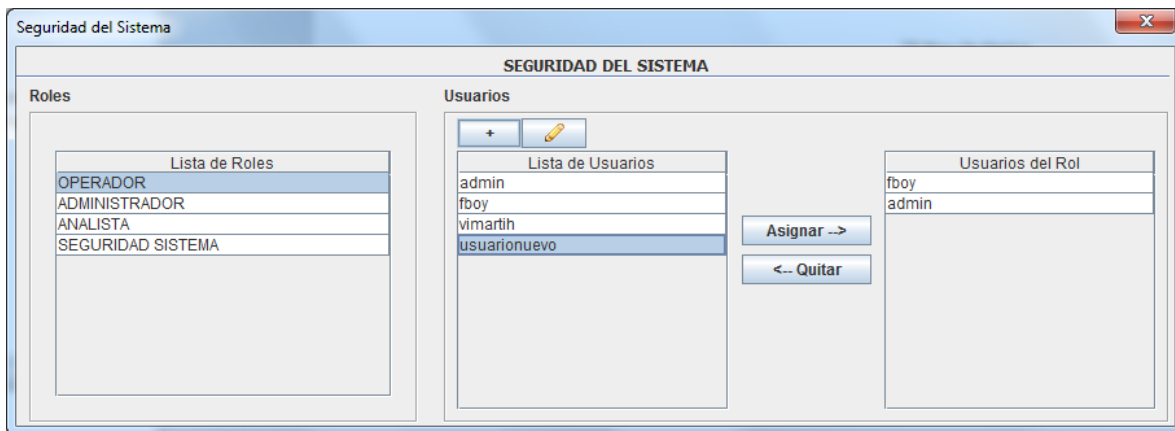 Seguridad del Sistema
SEGURIDAD DEL SISTEMA
Roles
Lista de Roles
OPERADOR
ADMINISTRADOR
ANALISTA
SEGURIDAD SISTEMA
Usuarios
+
Lista de Usuarios
admin
fboy
vimartih
usuarionuevo
Asignar -->
<-- Quitar
Usuarios del Rol
fboy
admin